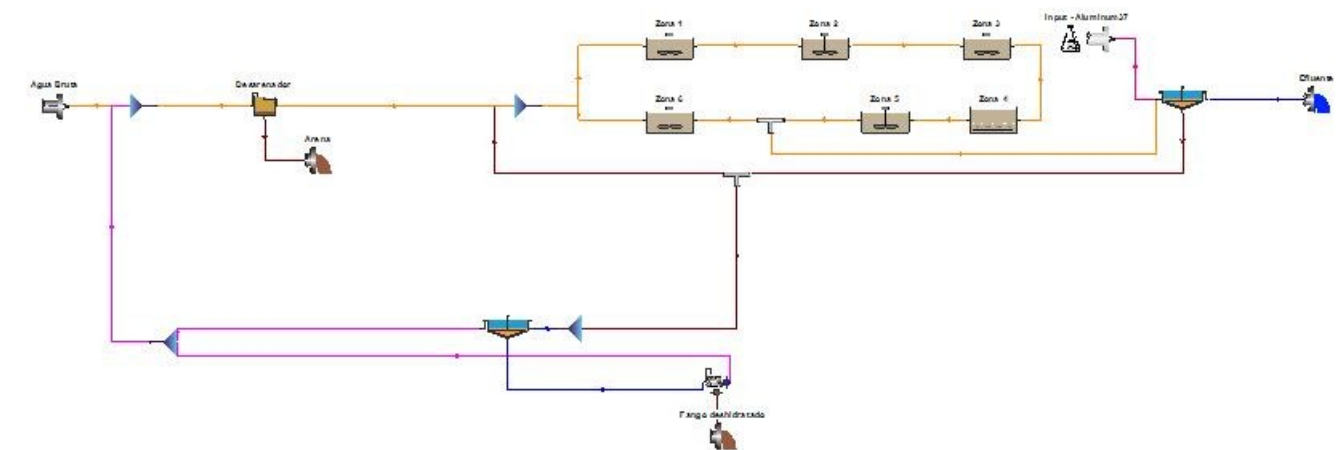 Zona 1
Zona 2
Zona 3
Input - Aluminum37
Agua Bruta
Desarenador
Zona 6
Zona 5
Zona 4
Efluente
Arena
Fango deshidratado